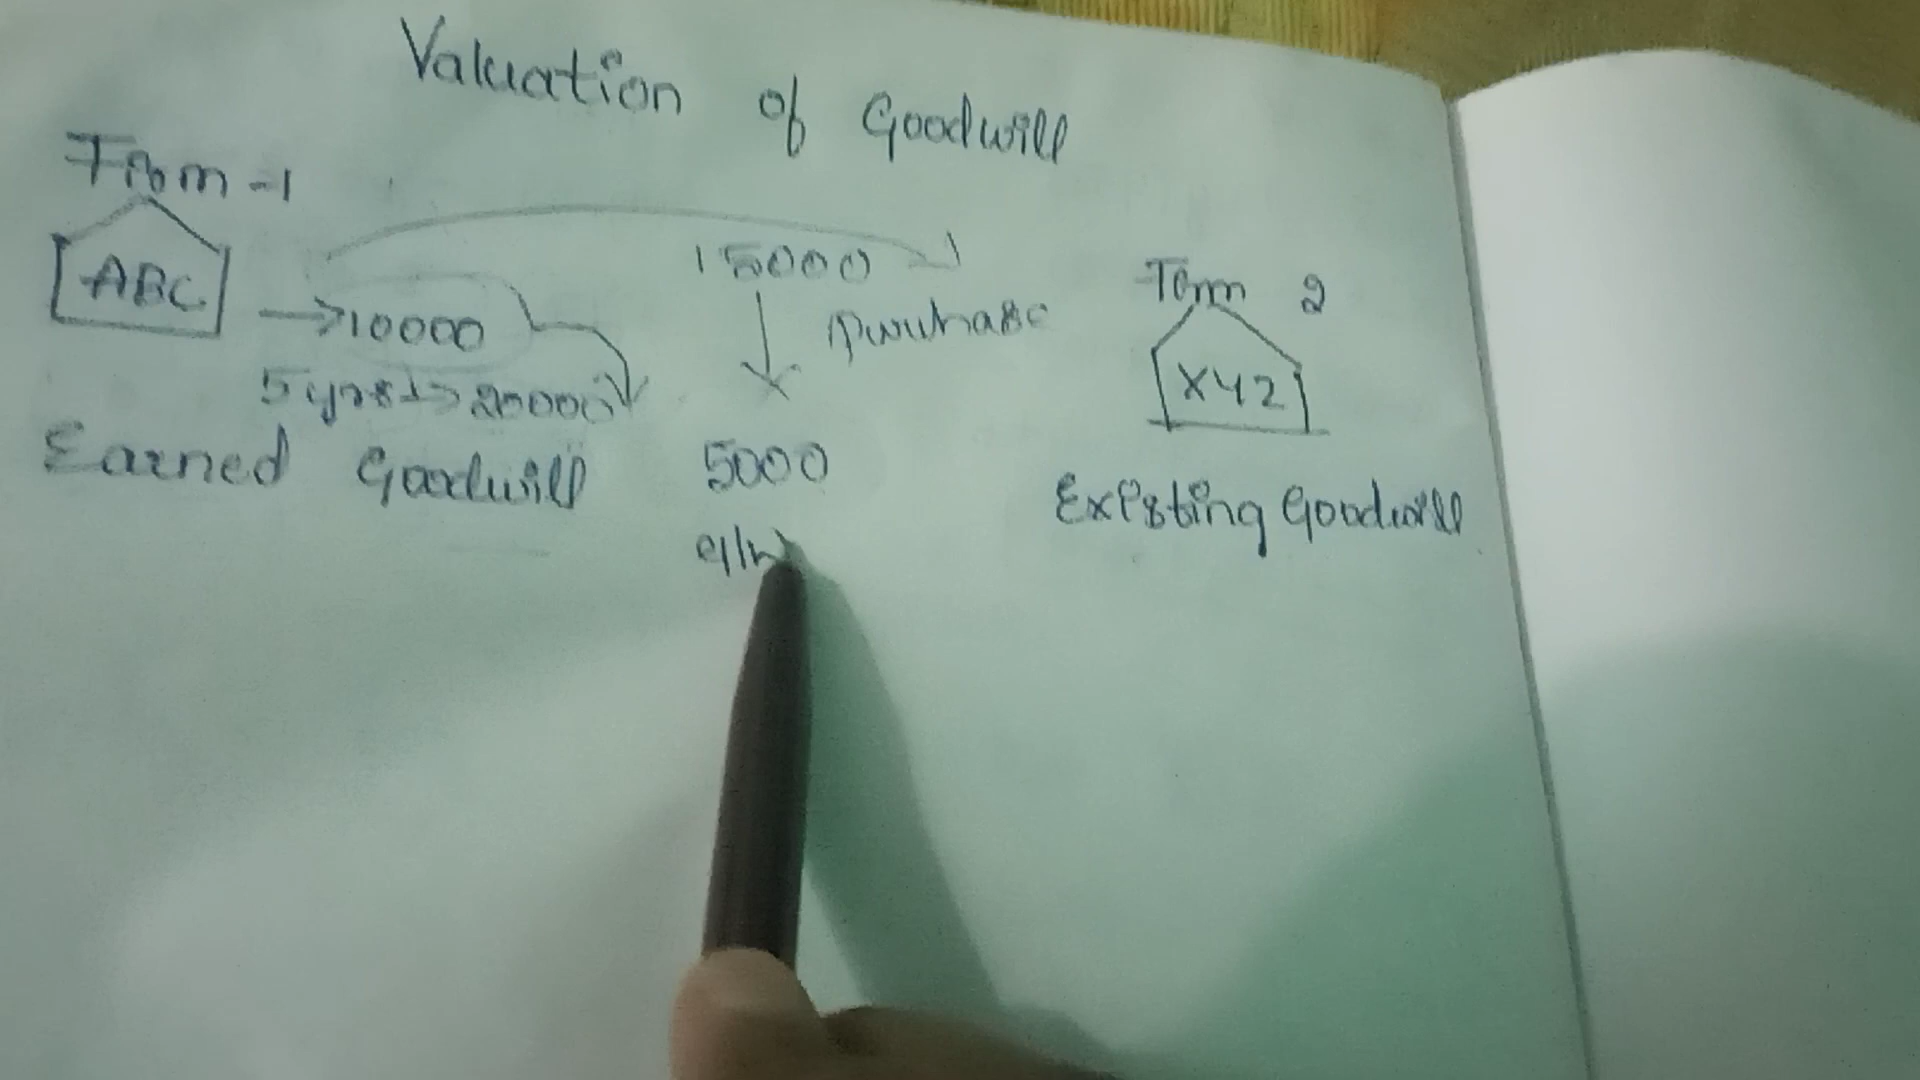 Valuation of Goodwill
Firm -1
ABC
10000
5 yrs → 20000
Earned Goodwill
15000
purchase
5000
G/w
Firm 2
XYZ
Existing Goodwill